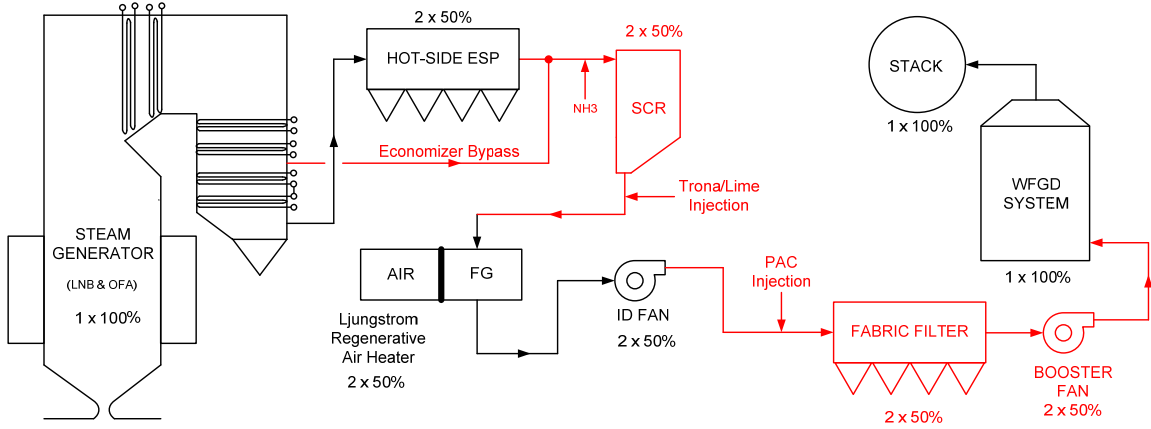 2 x 50%
HOT-SIDE ESP
2 x 50%
SCR
NH3
Economizer Bypass
Trona/Lime
Injection
STACK
1 x 100%
WFGD
SYSTEM
1 x 100%
STEAM
GENERATOR
(LNB & OFA)
1 x 100%
AIR
FG
Ljungstrom
Regenerative
Air Heater
2 x 50%
ID FAN
2 x 50%
PAC
Injection
FABRIC FILTER
2 x 50%
BOOSTER
FAN
2 x 50%